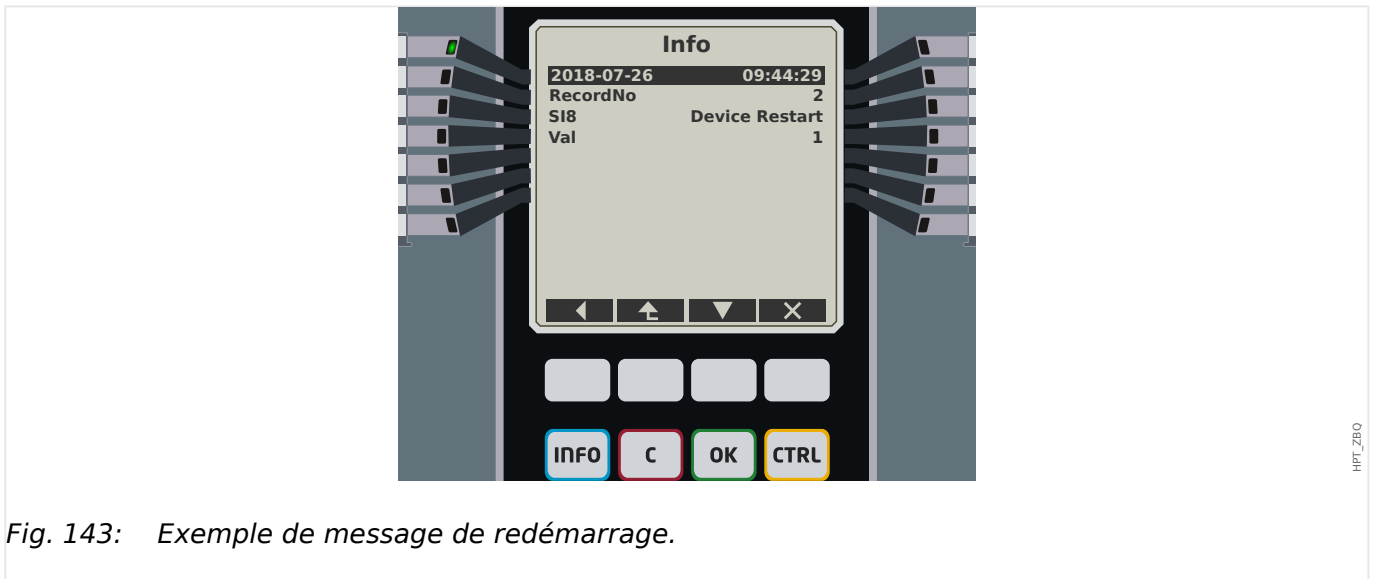 Info
2018-07-26 09:44:29
RecordNo 2
SI8 Device Restart
Val 1
INFO C OK CTRL
HPT_ZBQ
Fig. 143: Exemple de message de redémarrage.